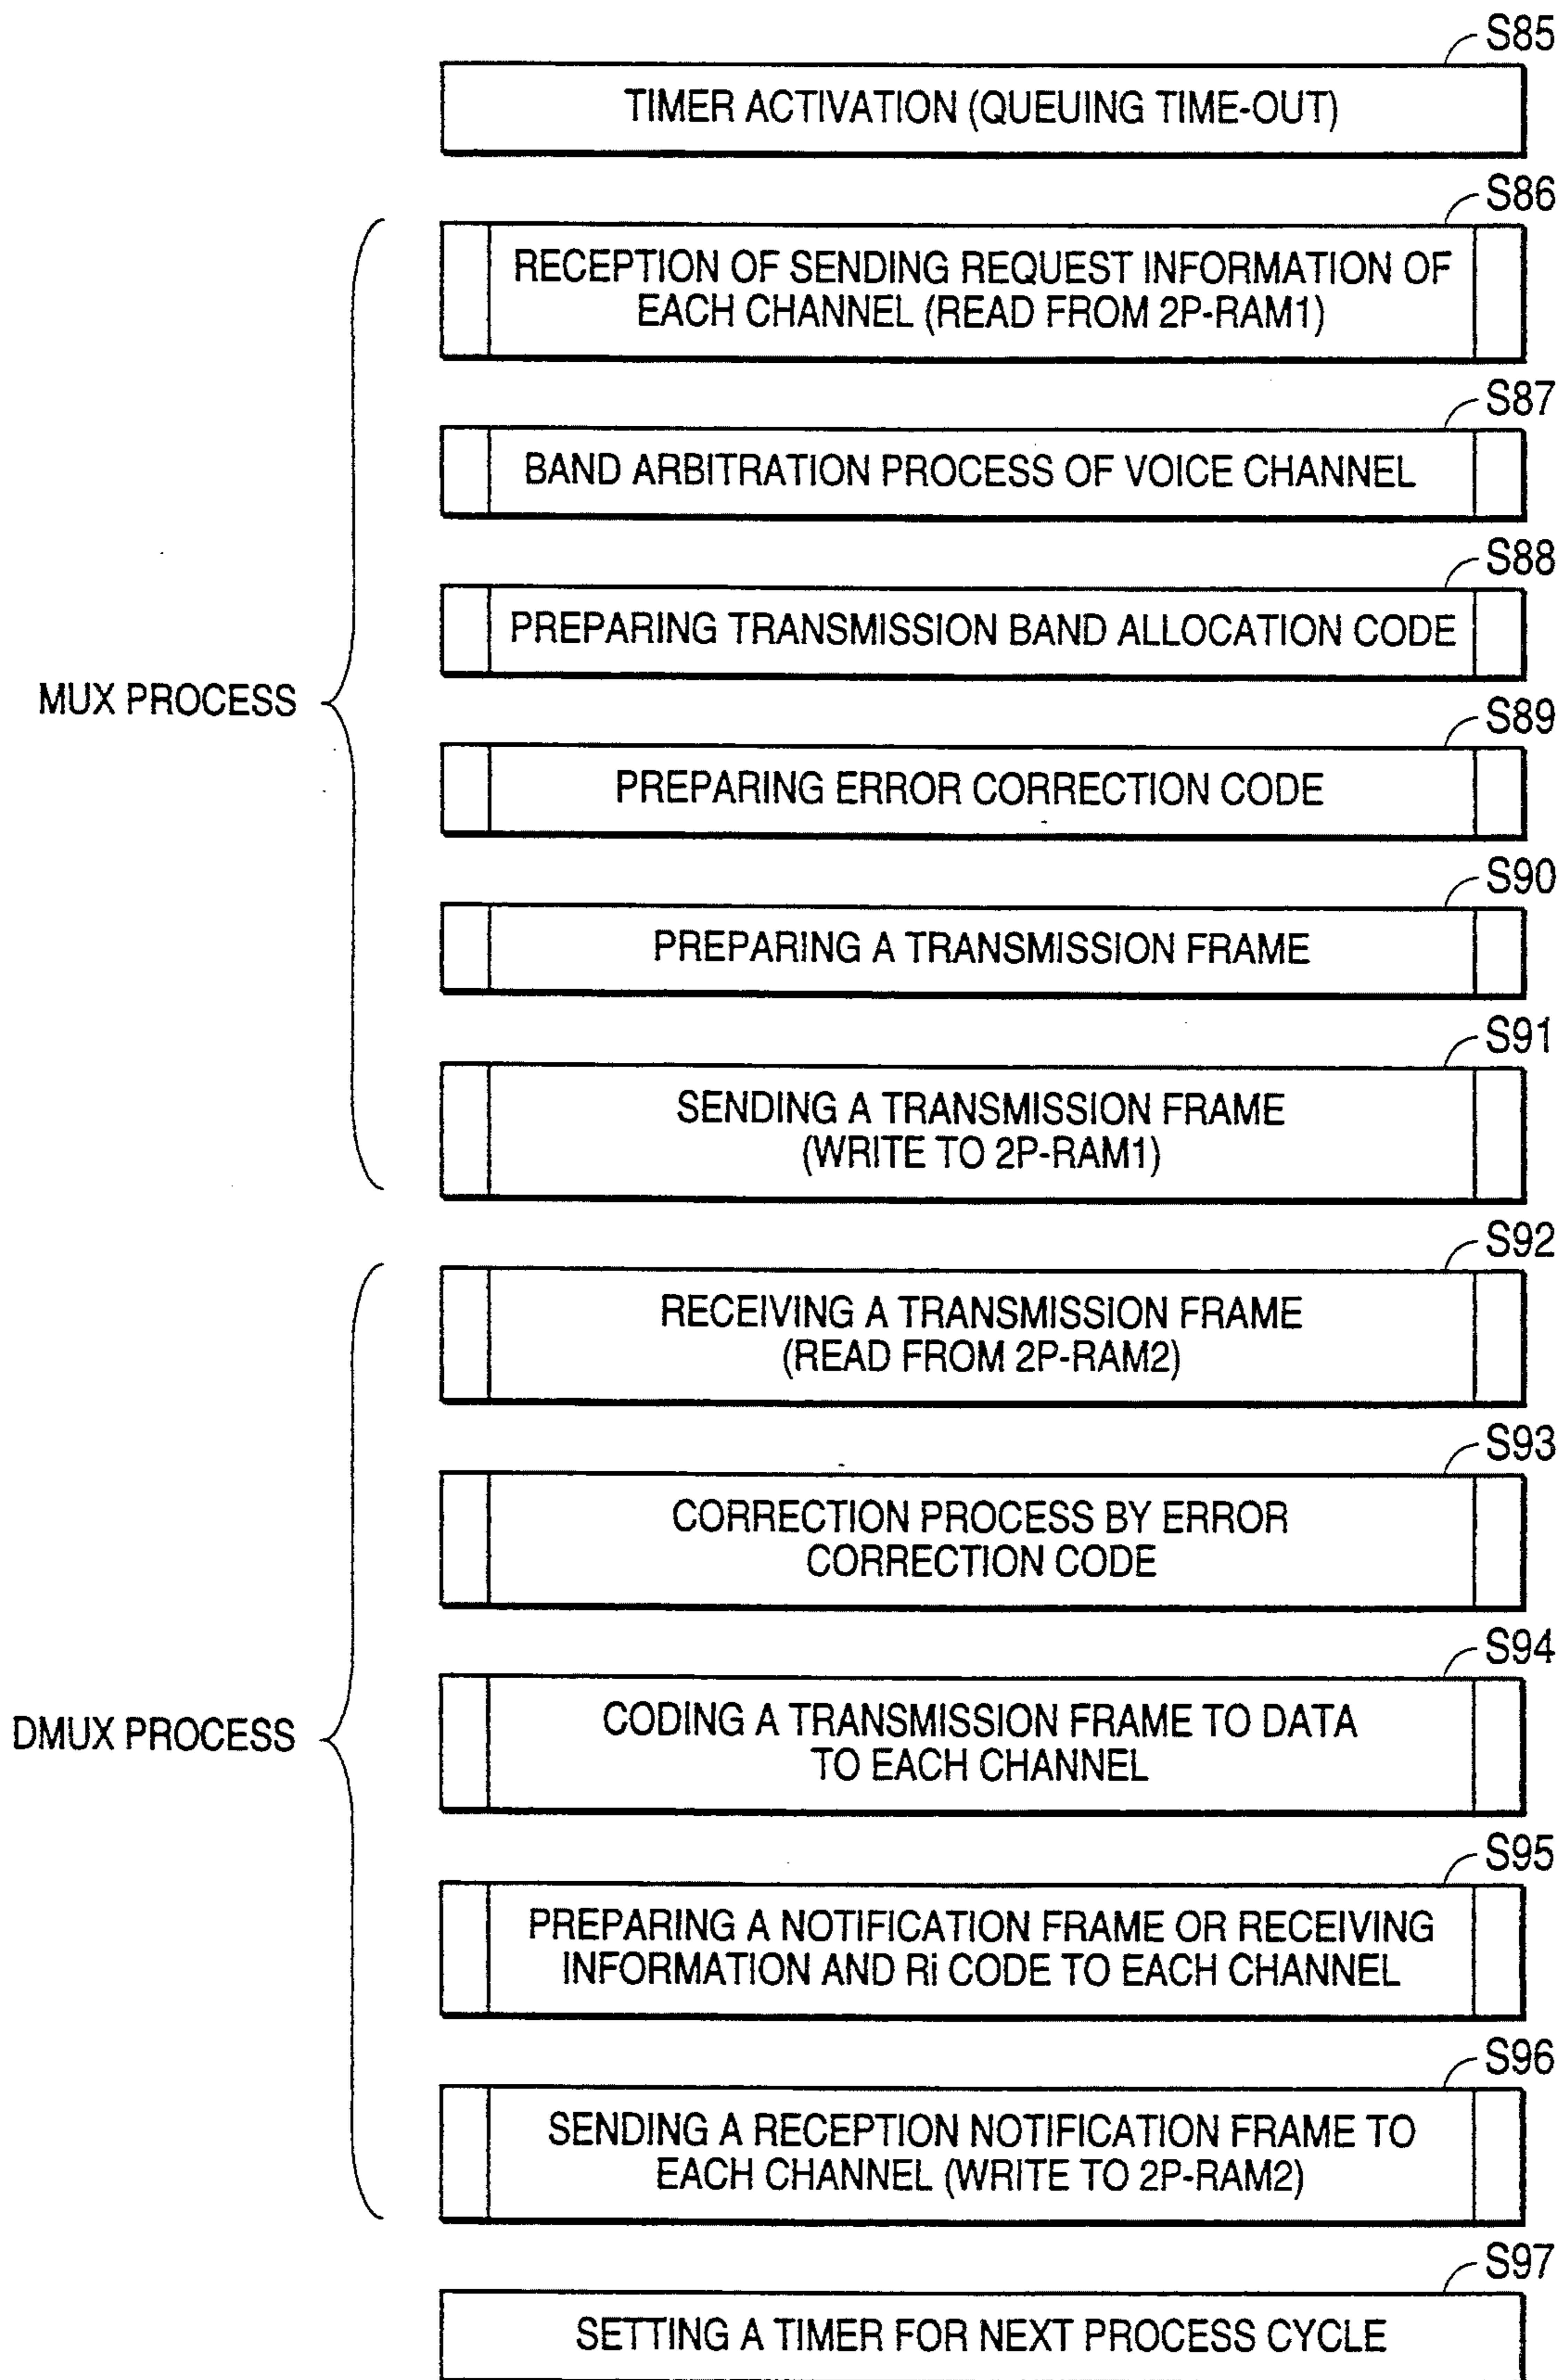 S85
TIMER ACTIVATION (QUEUING TIME-OUT)
S86
RECEPTION OF SENDING REQUEST INFORMATION OF
EACH CHANNEL (READ FROM 2P-RAM1)
S87
BAND ARBITRATION PROCESS OF VOICE CHANNEL
S88
PREPARING TRANSMISSION BAND ALLOCATION CODE
MUX PROCESS
S89
PREPARING ERROR CORRECTION CODE
S90
PREPARING A TRANSMISSION FRAME
S91
SENDING A TRANSMISSION FRAME
(WRITE TO 2P-RAM1)
S92
RECEIVING A TRANSMISSION FRAME
(READ FROM 2P-RAM2)
S93
CORRECTION PROCESS BY ERROR
CORRECTION CODE
S94
CODING A TRANSMISSION FRAME TO DATA
TO EACH CHANNEL
DMUX PROCESS
S95
PREPARING A NOTIFICATION FRAME OR RECEIVING
INFORMATION AND Ri CODE TO EACH CHANNEL
S96
SENDING A RECEPTION NOTIFICATION FRAME TO
EACH CHANNEL (WRITE TO 2P-RAM2)
S97
SETTING A TIMER FOR NEXT PROCESS CYCLE